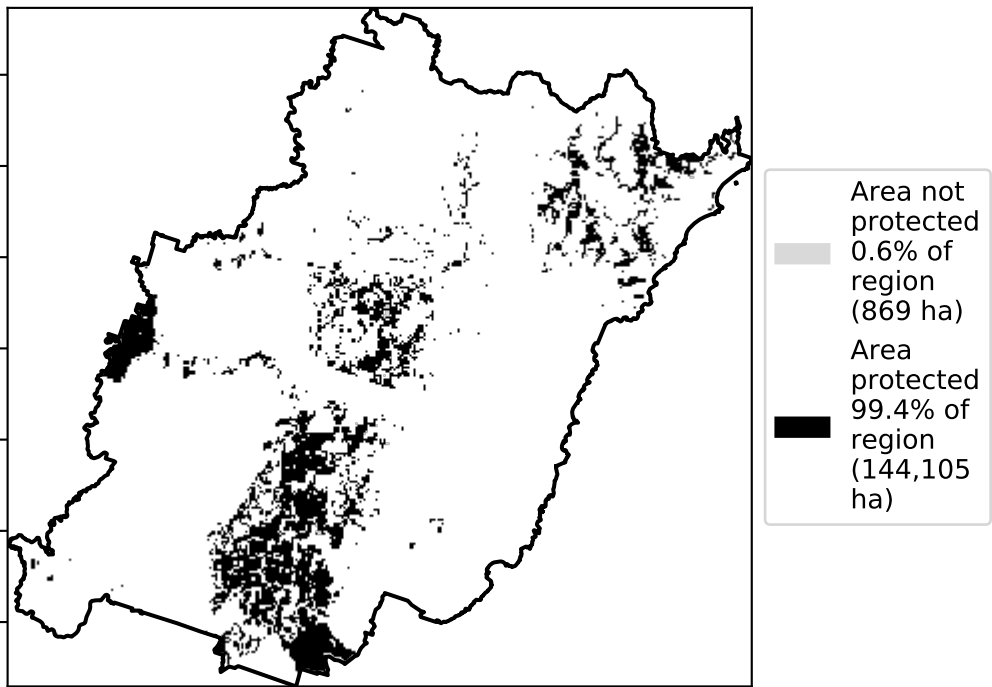 Area not
protected
0.6% of
region
(869 ha)
Area
protected
99.4% of
region
(144,105
ha)